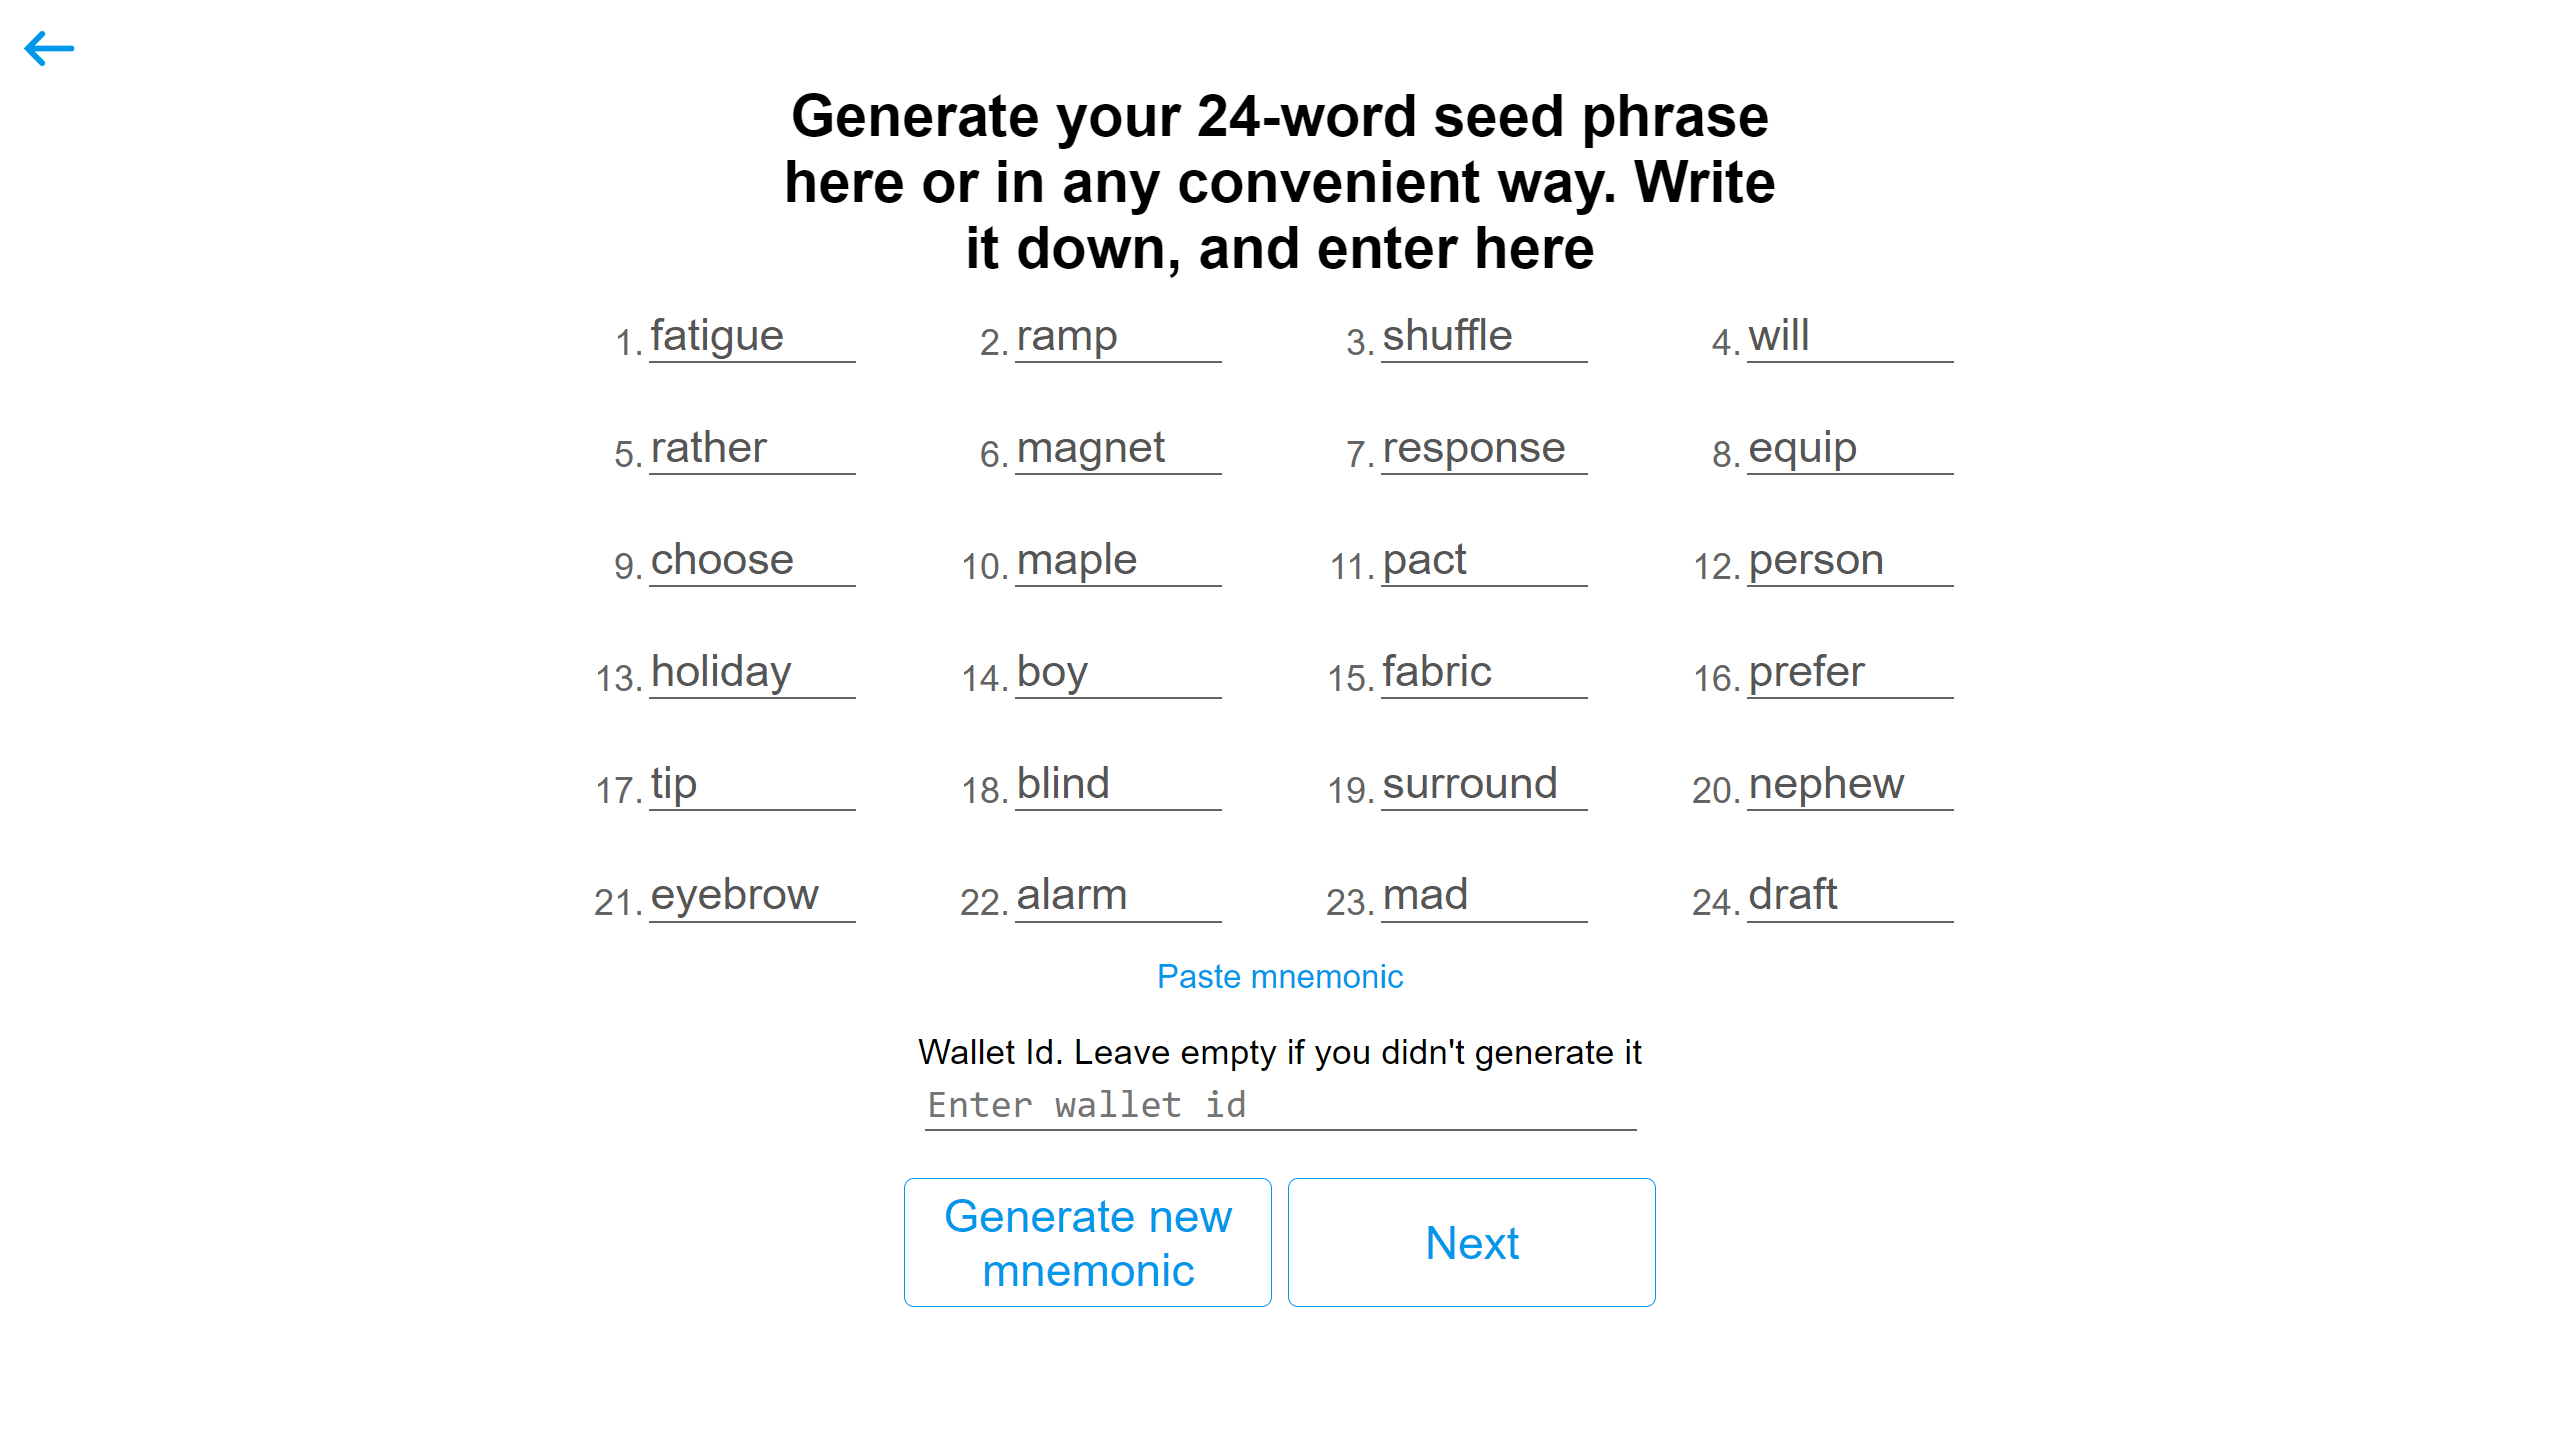 Generate your 24-word seed phrase
here or in any convenient way. Write
it down, and enter here
1. fatigue 2. ramp 3. shuffle 4. will
5. rather 6. magnet 7. response 8. equip
9. choose 10. maple 11. pact 12. person
13. holiday 14. boy 15. fabric 16. prefer
17. tip 18. blind 19. surround 20. nephew
21. eyebrow 22. alarm 23. mad 24. draft
Paste mnemonic
Wallet Id. Leave empty if you didn't generate it
Enter wallet id
Generate new
mnemonic
Next